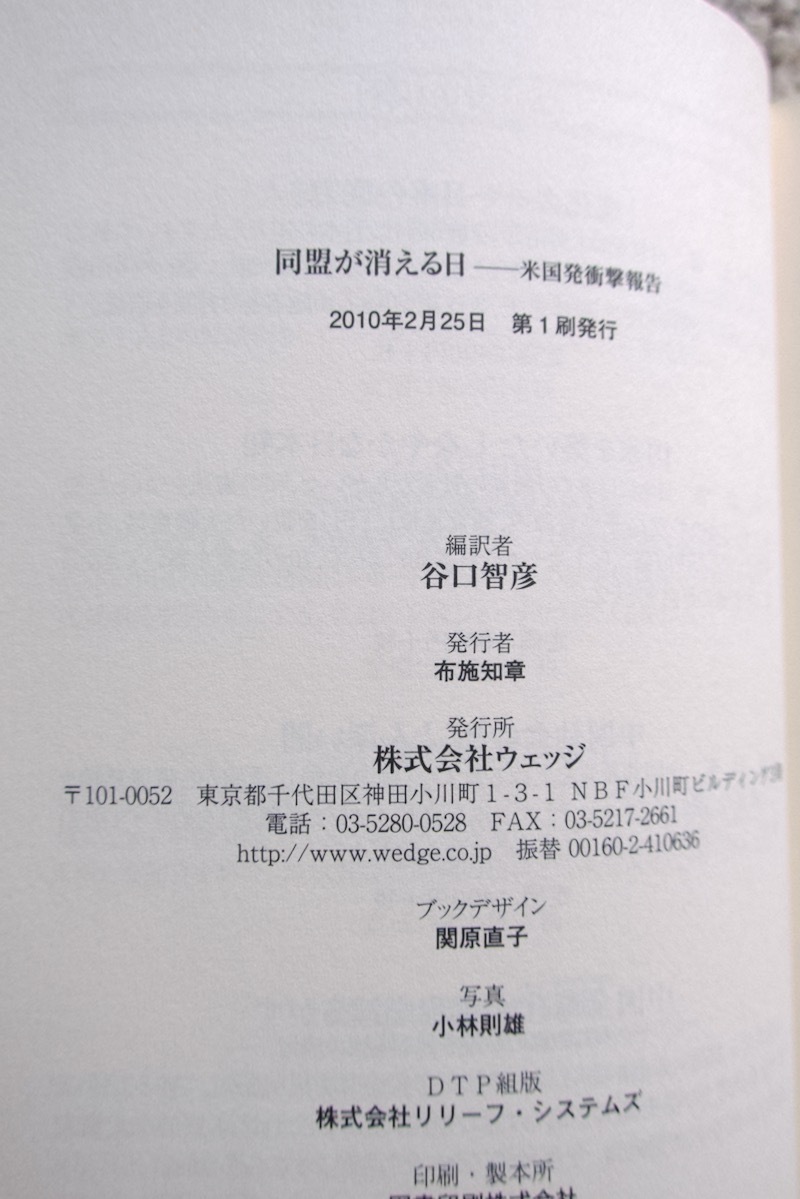 同盟が消える日――米国発衝撃報告
2010年2月25日　第1刷発行
編訳者
谷口智彦
発行者
布施知章
発行所
株式会社ウェッジ
〒101-0052　東京都千代田区神田小川町1-3-1 NBF小川町ビルディング
電話：03-5280-0528　FAX：03-5217-2661
http://www.wedge.co.jp　振替 00160-2-410636
ブックデザイン
関原直子
写真
小林則雄
DTP組版
株式会社リリーフ・システムズ
印刷・製本所